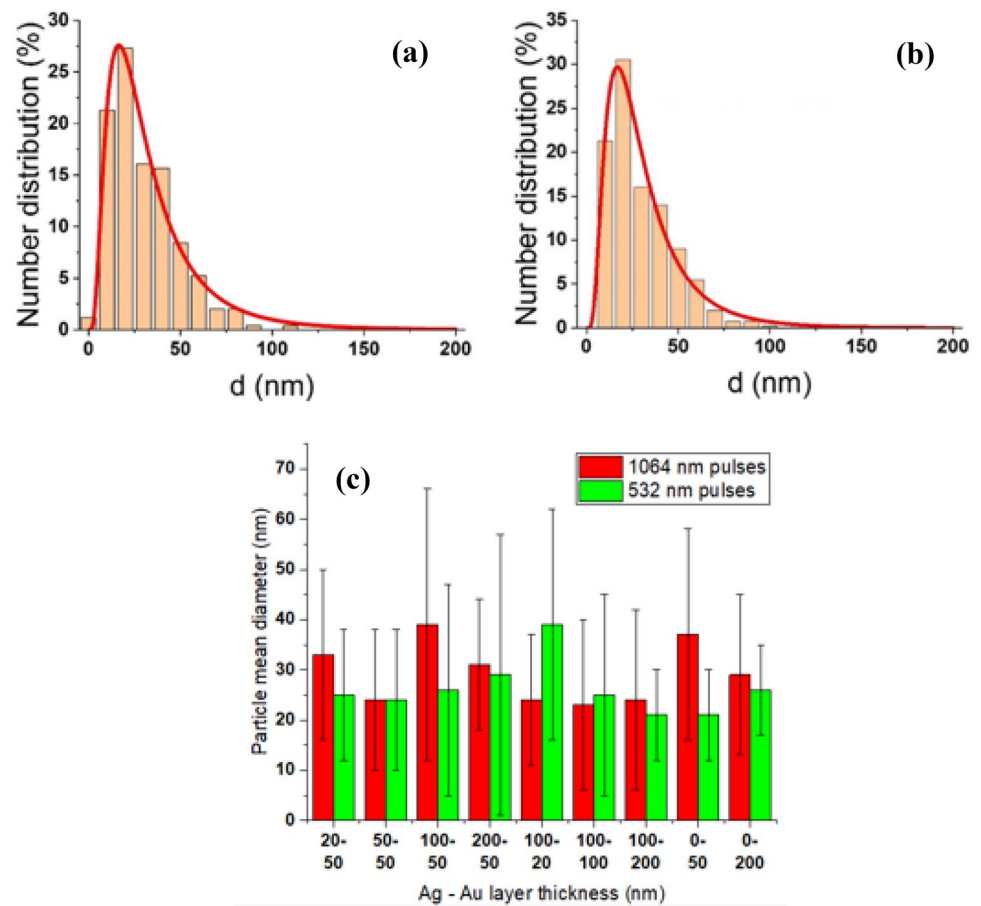 (a)
Number distribution (%)
30
25
20
15
10
5
0
0 50 100 150 200
d (nm)
(b)
Number distribution (%)
35
30
25
20
15
10
5
0
0 50 100 150 200
d (nm)
(c)
1064 nm pulses
532 nm pulses
Particle mean diameter (nm)
70
60
50
40
30
20
10
0
20- 50- 100- 200- 100- 100- 100- 0- 0-
50 50 50 50 20 100 200 50 200
Ag - Au layer thickness (nm)